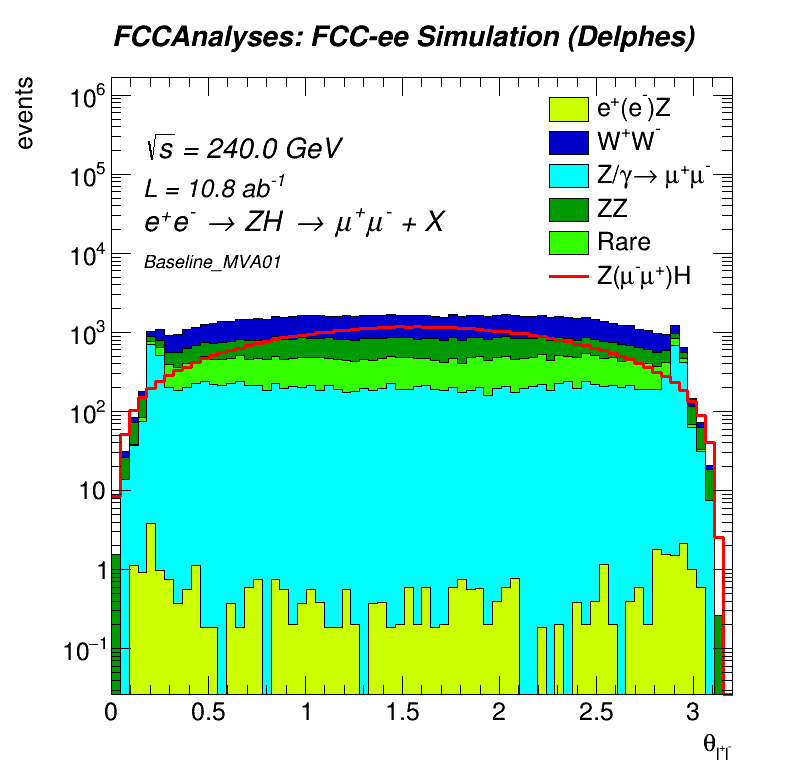 FCCAnalyses: FCC-ee Simulation (Delphes)
events
√s = 240.0 GeV
L = 10.8 ab⁻¹
e⁺e⁻ → ZH → μ⁺μ⁻ + X
Baseline_MVA01
e⁺(e⁻)Z
W⁺W⁻
Z/γ→ μ⁺μ⁻
ZZ
Rare
Z(μ⁻μ⁺)H
10⁶
10⁵
10⁴
10³
10²
10
1
10⁻¹
0 0.5 1 1.5 2 2.5 3
θ_l⁺l⁻